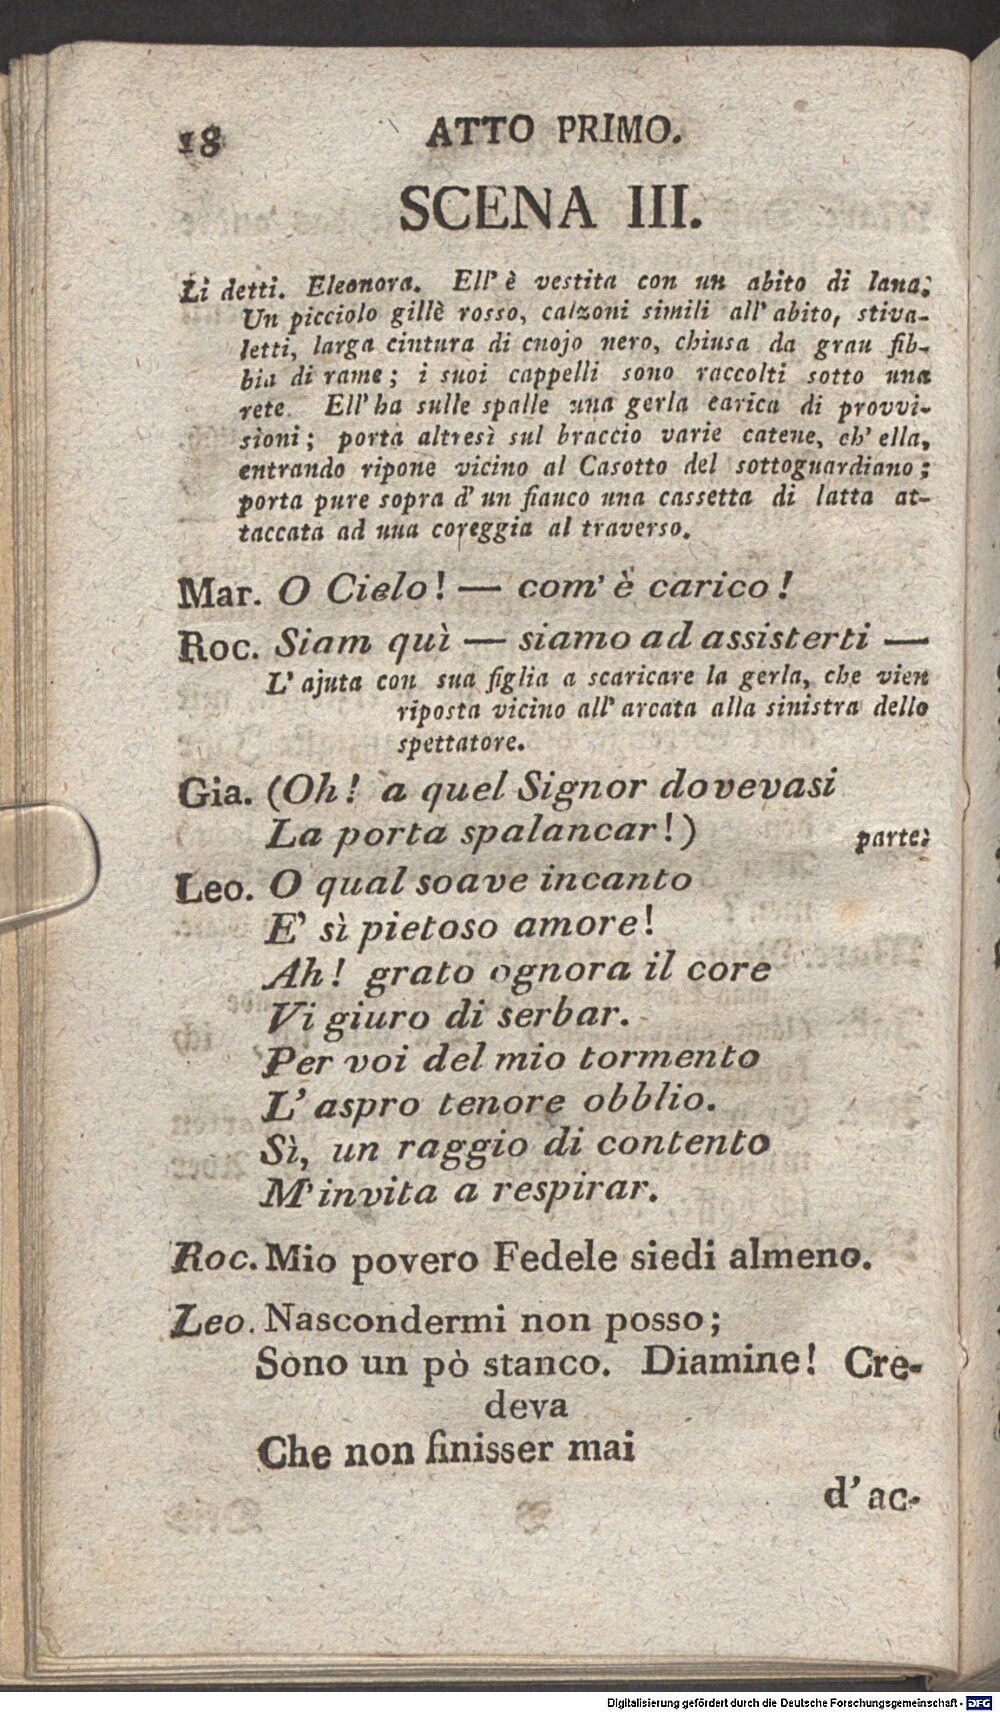 18 ATTO PRIMO.
SCENA III.
Li detti. Eleonora. Ell' è vestita con un abito di lana.
Un picciolo gillè rosso, calzoni simili all' abito, stiva-
letti, larga cintura di cuojo nero, chiusa da gran fib-
bia di rame; i suoi cappelli sono raccolti sotto una
rete. Ell' ha sulle spalle una gerla carica di provvi-
sioni; porta altresì sul braccio varie catene, ch' ella,
entrando ripone vicino al Casotto del sottoguardiano;
porta pure sopra d' un fianco una cassetta di latta at-
taccata ad una coreggia al traverso.
Mar. O Cielo! — com' è carico!
Roc. Siam quì — siamo ad assisterti —
L' ajuta con sua figlia a scaricare la gerla, che vien
riposta vicino all' arcata alla sinistra dello
spettatore.
Gia. (Oh! a quel Signor dovevasi
La porta spalancar!) parte.
Leo. O qual soave incanto
E' sì pietoso amore!
Ah! grato ognora il core
Vi giuro di serbar.
Per voi del mio tormento
L' aspro tenore obblio.
Sì, un raggio di contento
M' invita a respirar.
Roc. Mio povero Fedele siedi almeno.
Leo. Nascondermi non posso;
Sono un pò stanco. Diamine! Cre-
deva
Che non finisser mai
d' ac-
Digitalisierung gefördert durch die Deutsche Forschungsgemeinschaft - DFG